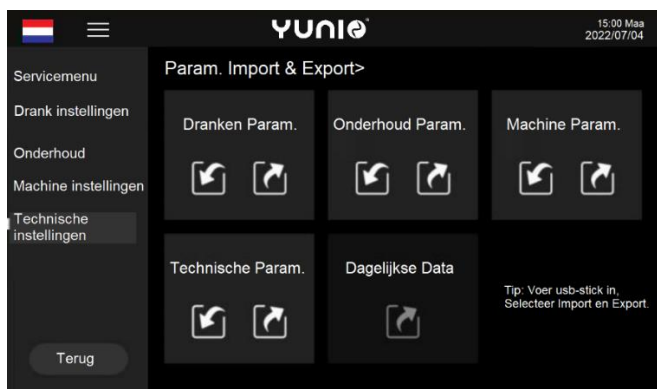 YUNIO
15:00 Maa
2022/07/04
Servicemenu
Drank instellingen
Onderhoud
Machine instellingen
Technische
instellingen
Terug
Param. Import & Export>
Dranken Param.
Onderhoud Param.
Machine Param.
Technische Param.
Dagelijkse Data
Tip: Voer usb-stick in,
Selecteer Import en Export.